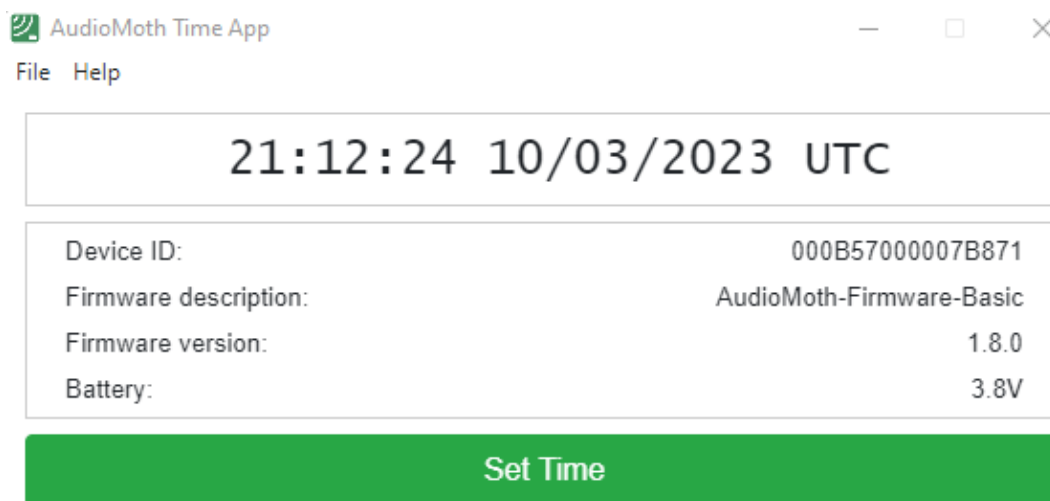 AudioMoth Time App
File Help
21:12:24 10/03/2023 UTC
Device ID: 000B57000007B871
Firmware description: AudioMoth-Firmware-Basic
Firmware version: 1.8.0
Battery: 3.8V
Set Time